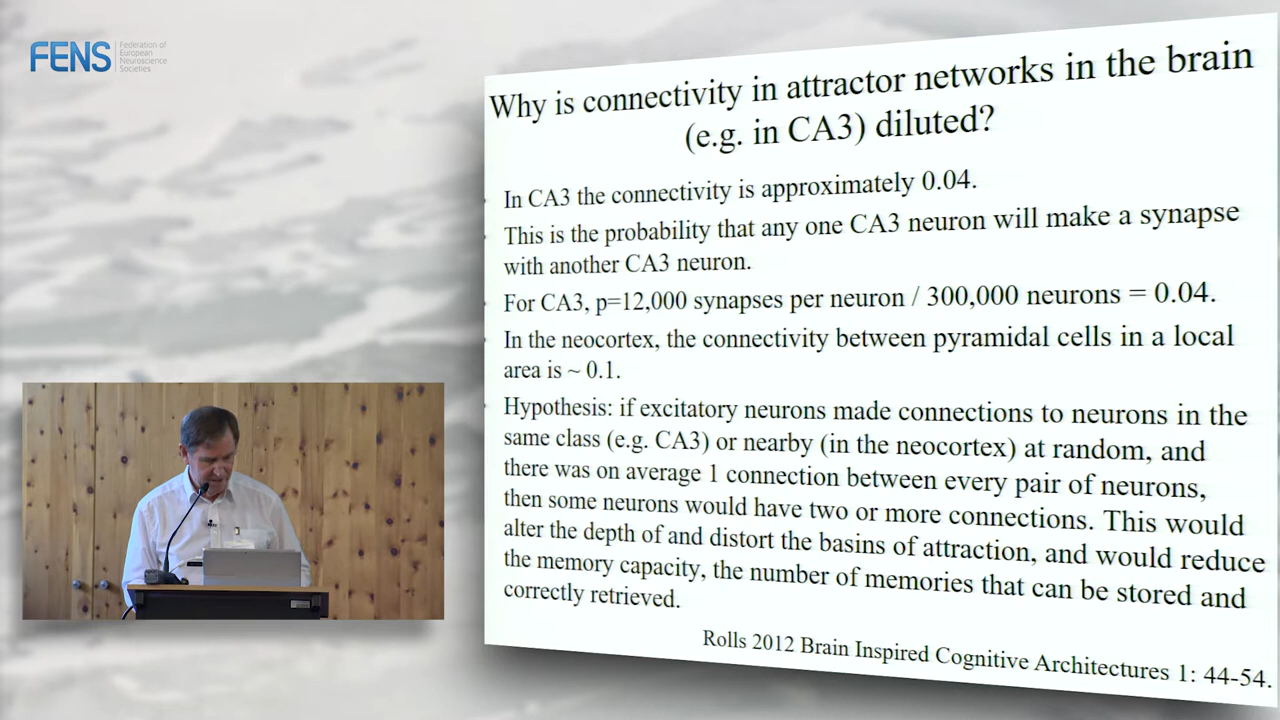 FENS
Federation of
European
Neuroscience
Societies
Why is connectivity in attractor networks in the brain
(e.g. in CA3) diluted?
In CA3 the connectivity is approximately 0.04.
This is the probability that any one CA3 neuron will make a synapse
with another CA3 neuron.
For CA3, p=12,000 synapses per neuron / 300,000 neurons = 0.04.
In the neocortex, the connectivity between pyramidal cells in a local
area is ~ 0.1.
Hypothesis: if excitatory neurons made connections to neurons in the
same class (e.g. CA3) or nearby (in the neocortex) at random, and
there was on average 1 connection between every pair of neurons,
then some neurons would have two or more connections. This would
alter the depth of and distort the basins of attraction, and would reduce
the memory capacity, the number of memories that can be stored and
correctly retrieved.
Rolls 2012 Brain Inspired Cognitive Architectures 1: 44-54.